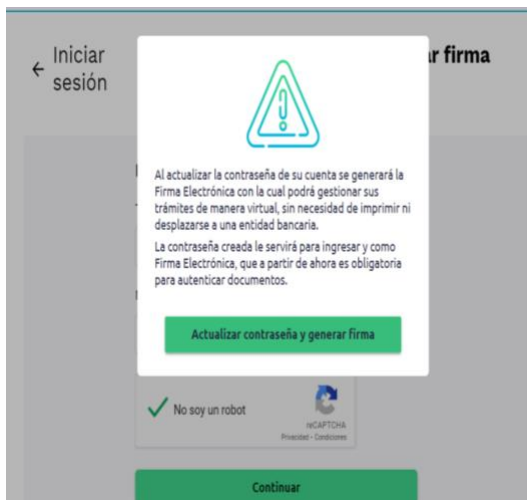 ← Iniciar
sesión
r firma
Al actualizar la contraseña de su cuenta se generará la
Firma Electrónica con la cual podrá gestionar sus
trámites de manera virtual, sin necesidad de imprimir ni
desplazarse a una entidad bancaria.
La contraseña creada le servirá para ingresar y como
Firma Electrónica, que a partir de ahora es obligatoria
para autenticar documentos.
Actualizar contraseña y generar firma
No soy un robot
reCAPTCHA
Privacidad - Condiciones
Continuar